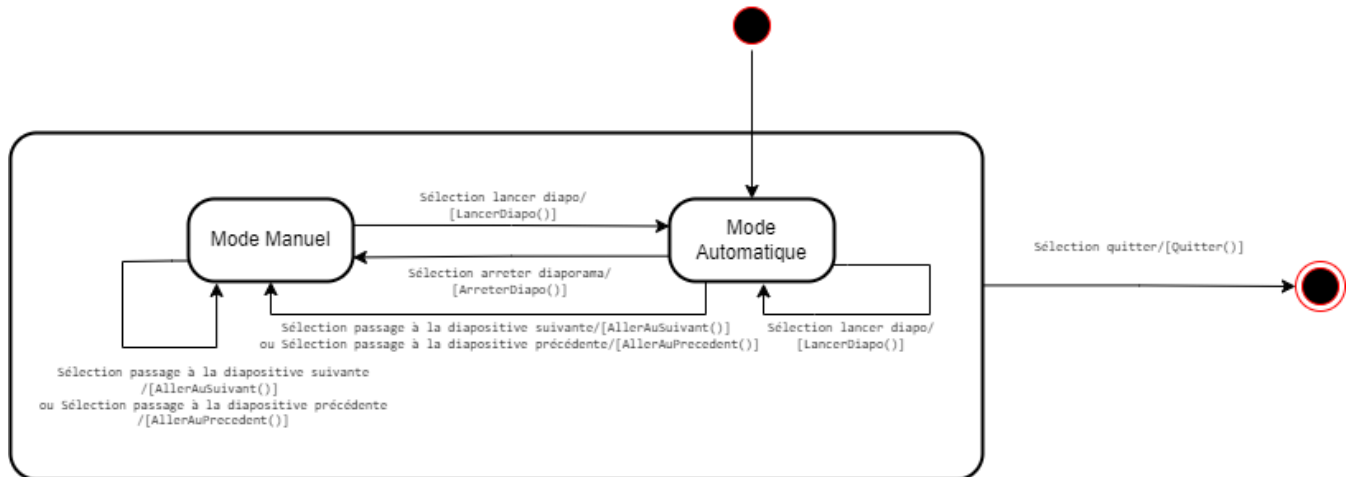 Sélection lancer diapo/
[LancerDiapo()]
Mode Manuel
Mode
Automatique
Sélection quitter/[Quitter()]
Sélection arreter diaporama/
[ArreterDiapo()]
Sélection passage à la diapositive suivante/[AllerAuSuivant()]
ou Sélection passage à la diapositive précédente/[AllerAuPrecedent()]
Sélection lancer diapo/
[LancerDiapo()]
Sélection passage à la diapositive suivante
/[AllerAuSuivant()]
ou Sélection passage à la diapositive précédente
/[AllerAuPrecedent()]